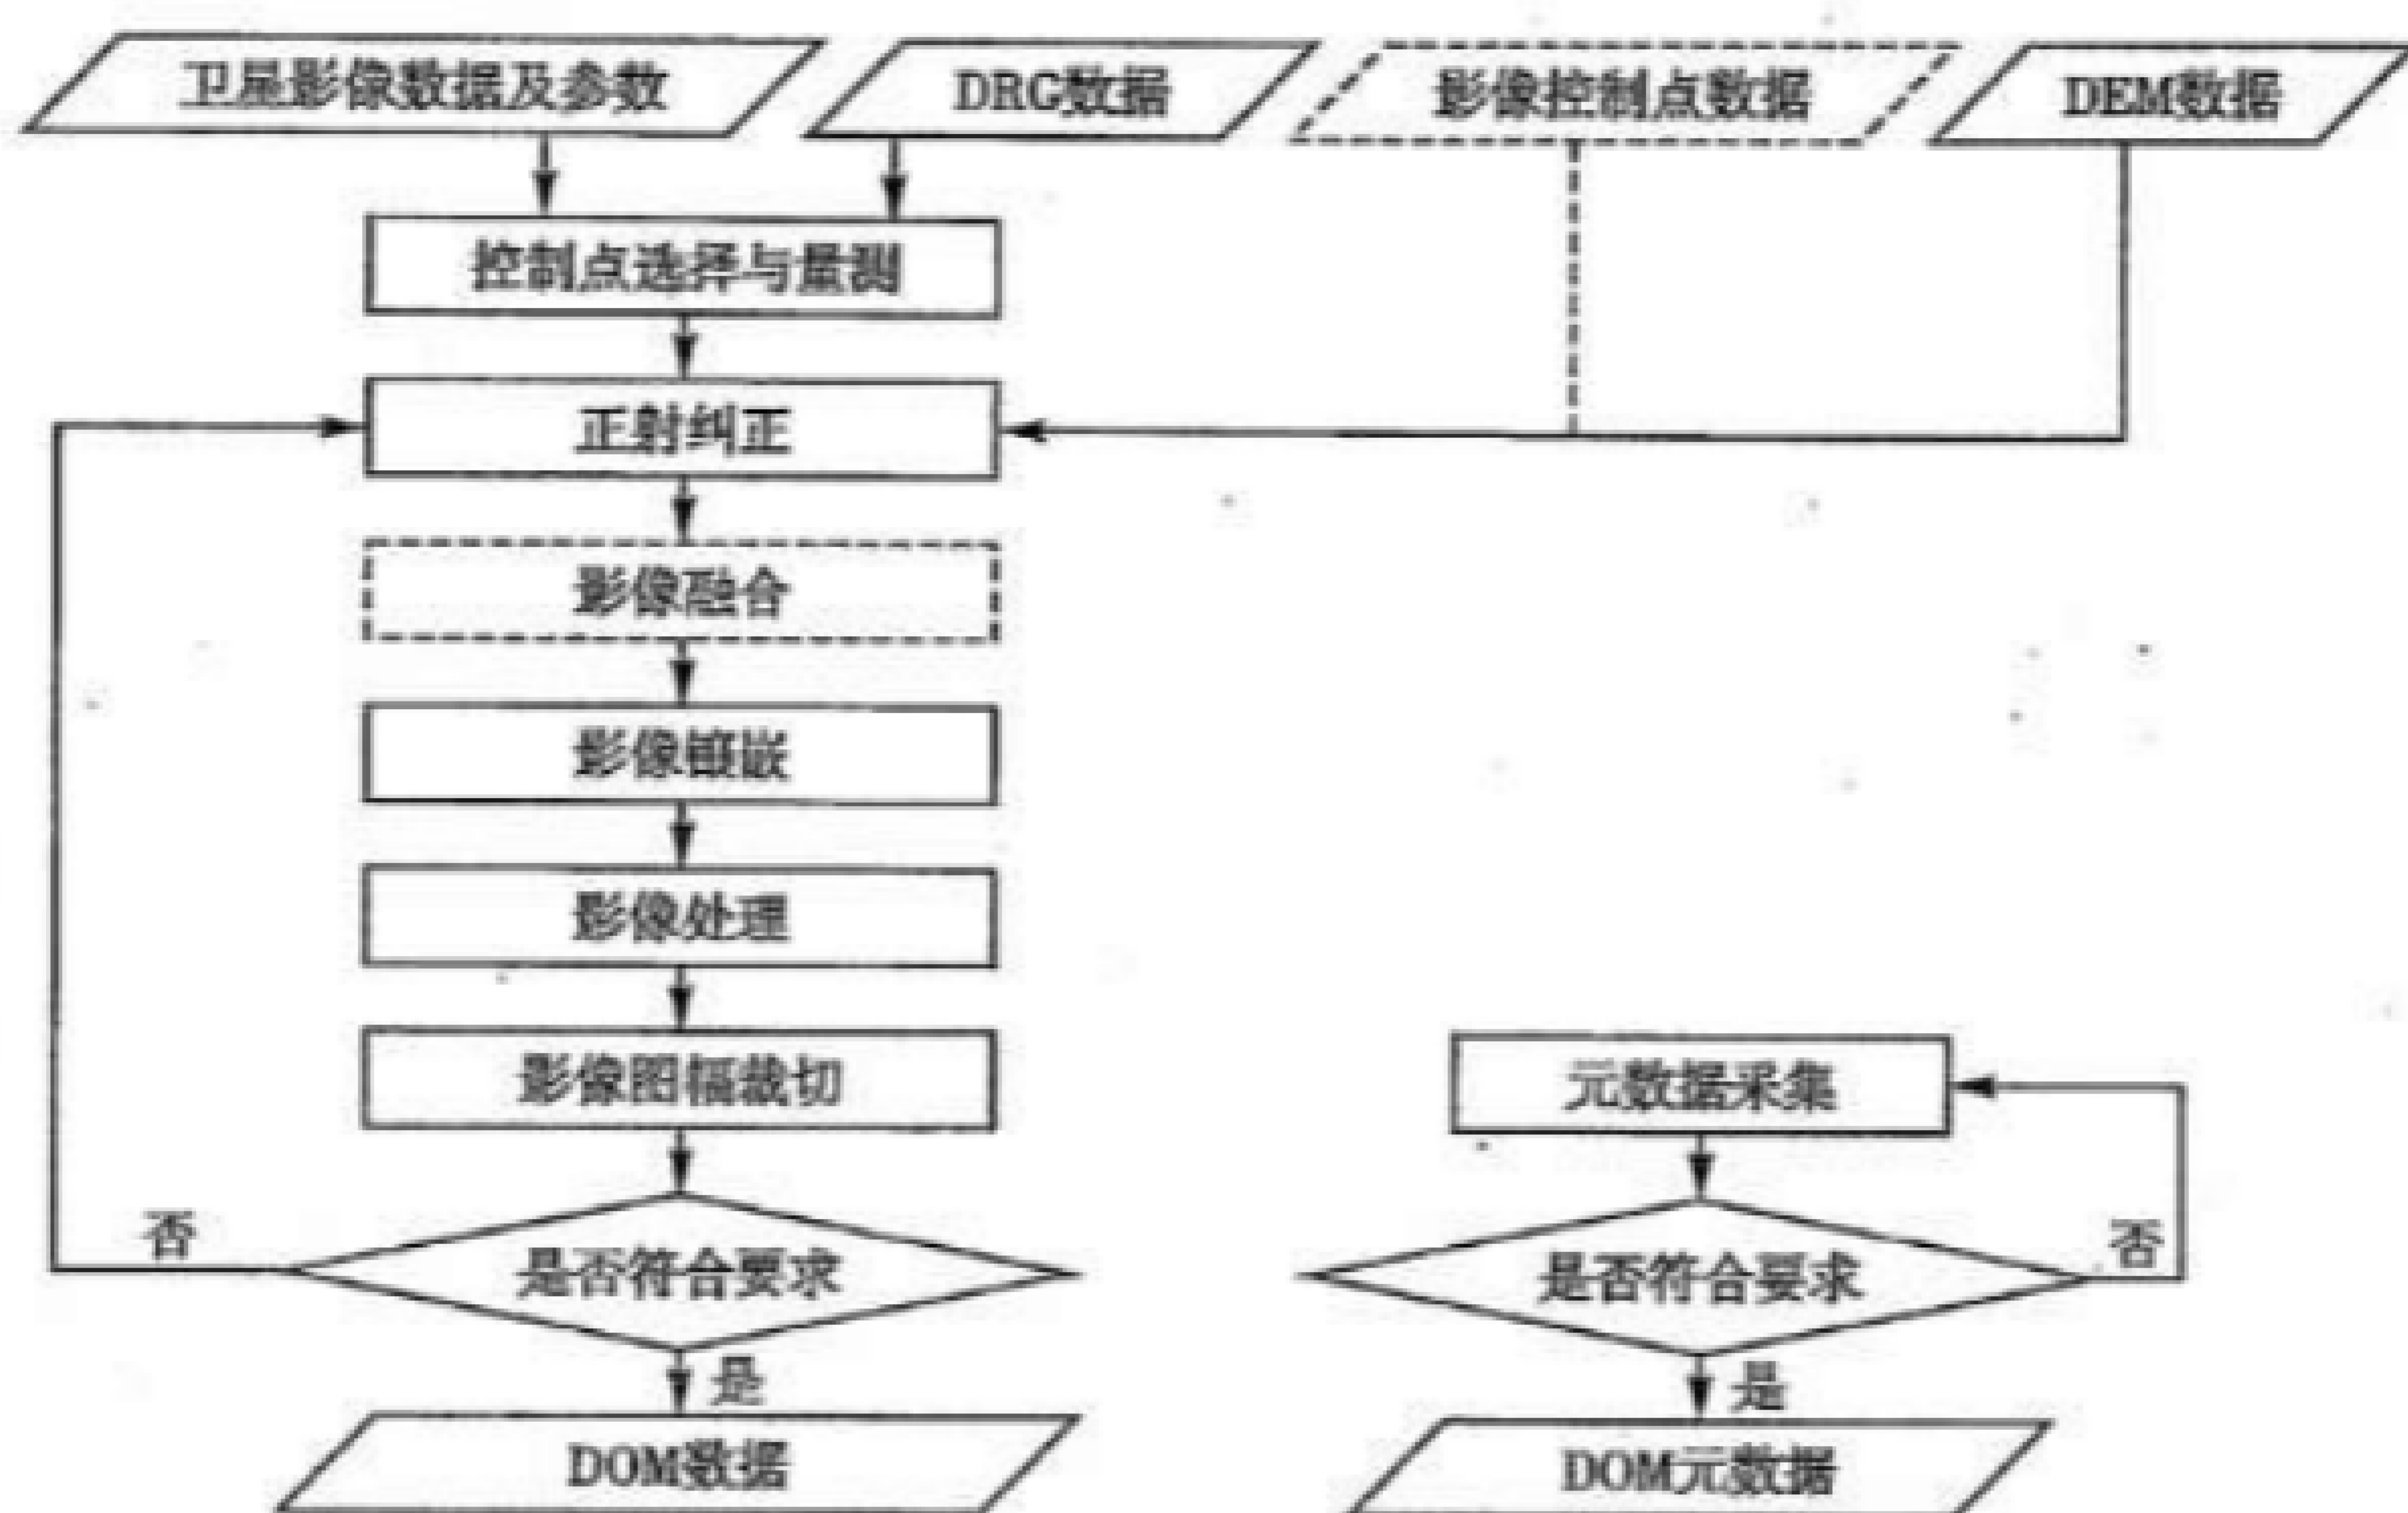 卫星影像数据及参数
DRG数据
影像控制点数据
DEM数据
控制点选择与量测
正射纠正
影像融合
影像镶嵌
影像处理
影像图幅裁切
元数据采集
否
是否符合要求
是否符合要求
否
是
是
DOM数据
DOM元数据